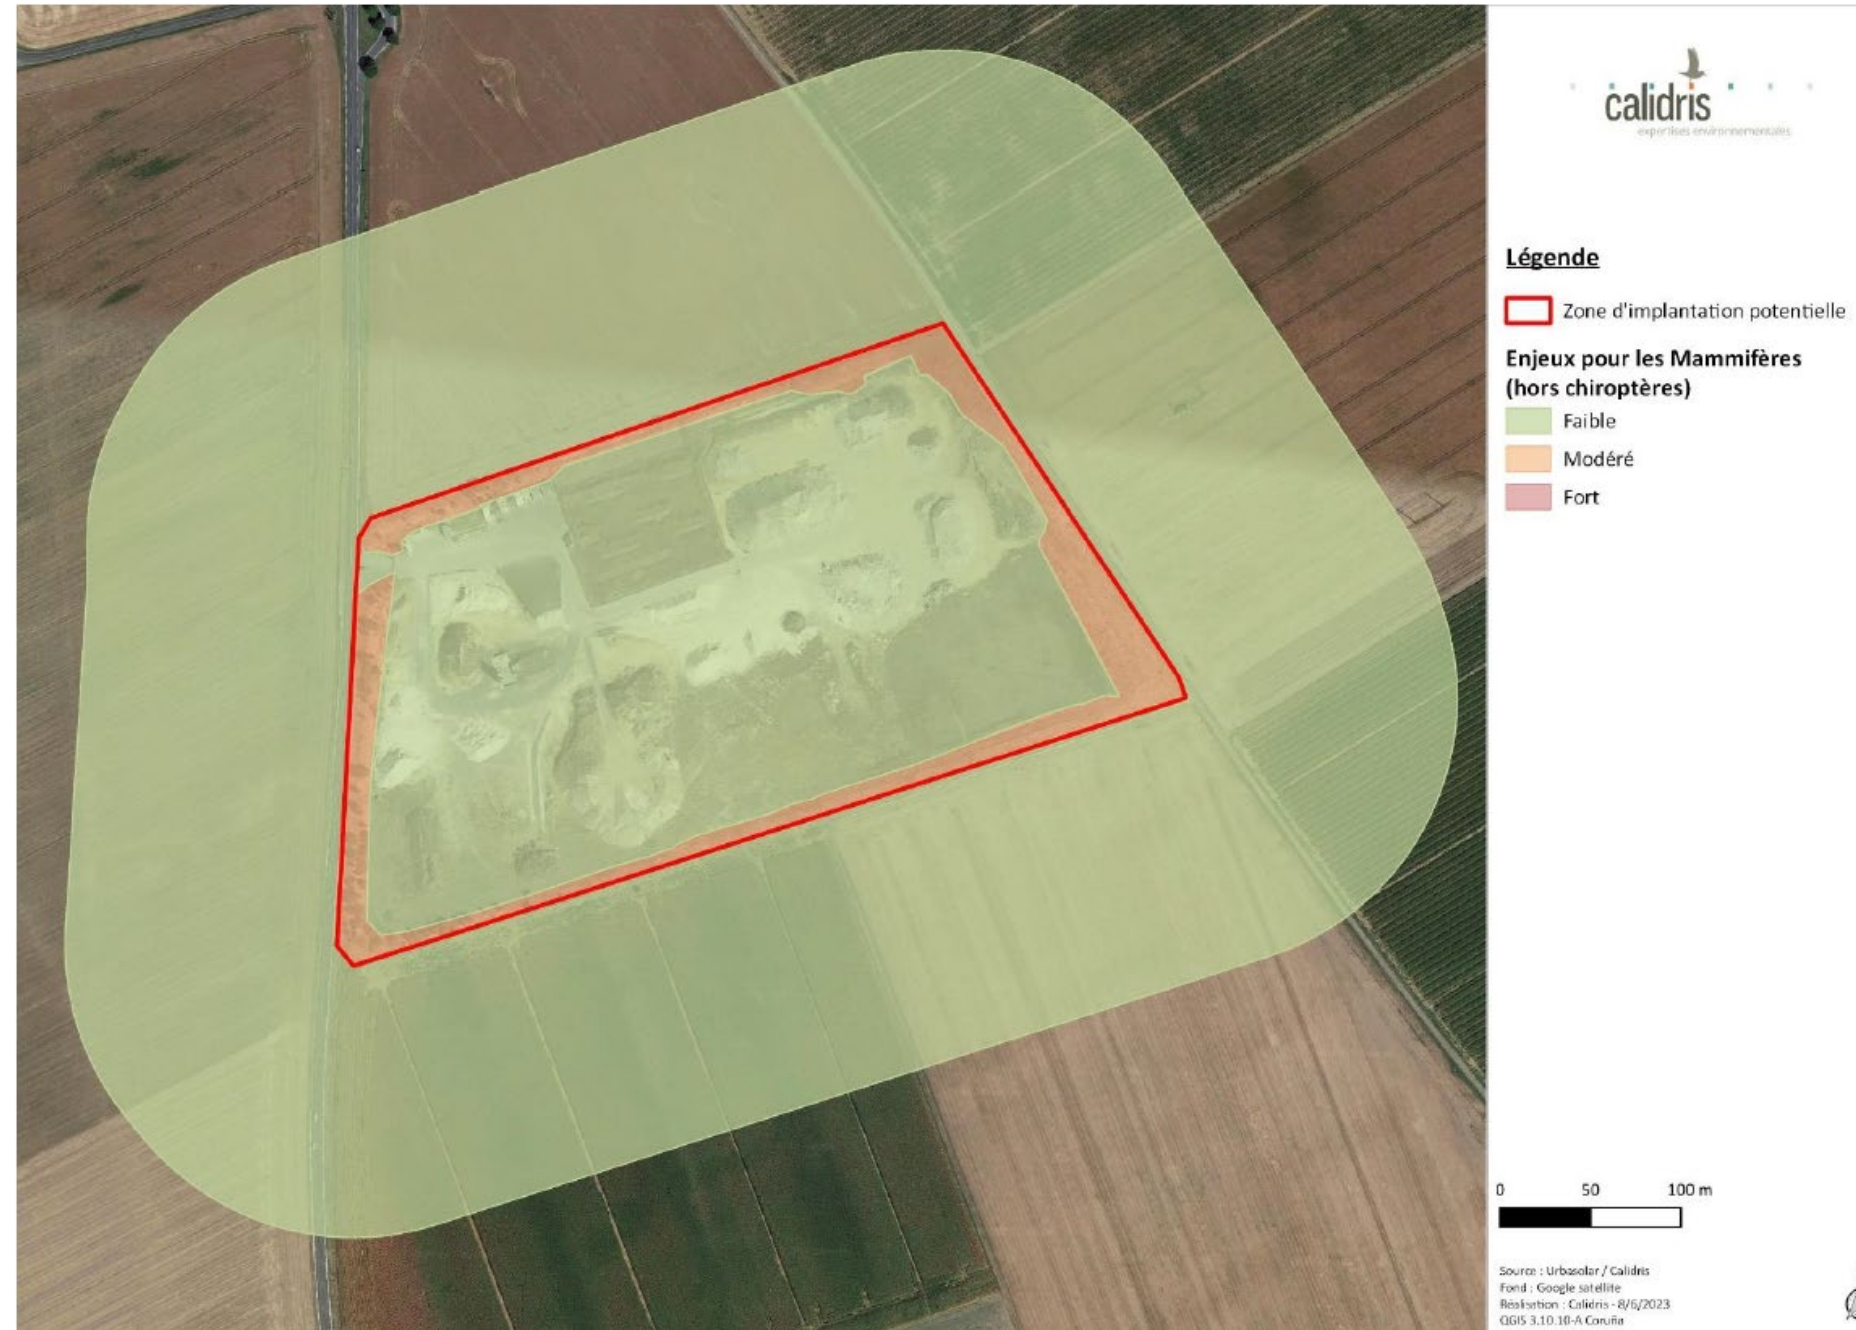 calidris
expertises environnementales
Légende
Zone d'implantation potentielle
Enjeux pour les Mammifères
(hors chiroptères)
Faible
Modéré
Fort
0 50 100 m
Source : Urbasolar / Calidris
Fond : Google satellite
Réalisation : Calidris - 8/6/2023
QGIS 3.10.10-A Coruña